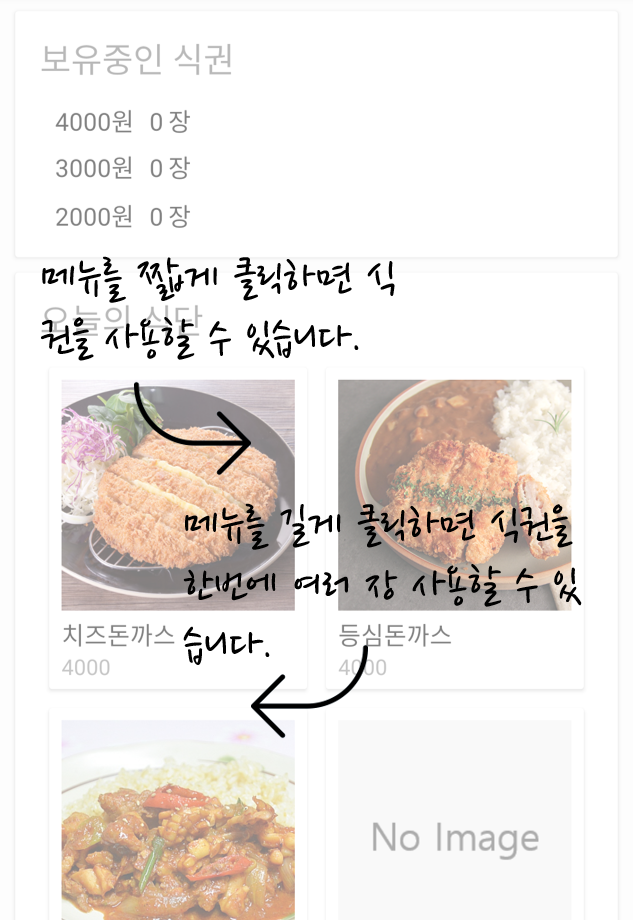 보유중인 식권
4000원 0 장
3000원 0 장
2000원 0 장
메뉴를 짧게 클릭하면 식
오늘의 식단
권을 사용할 수 있습니다.
메뉴를 길게 클릭하면 식권을
한번에 여러 장 사용할 수 있
습니다.
치즈돈까스
4000
등심돈까스
4000
No Image